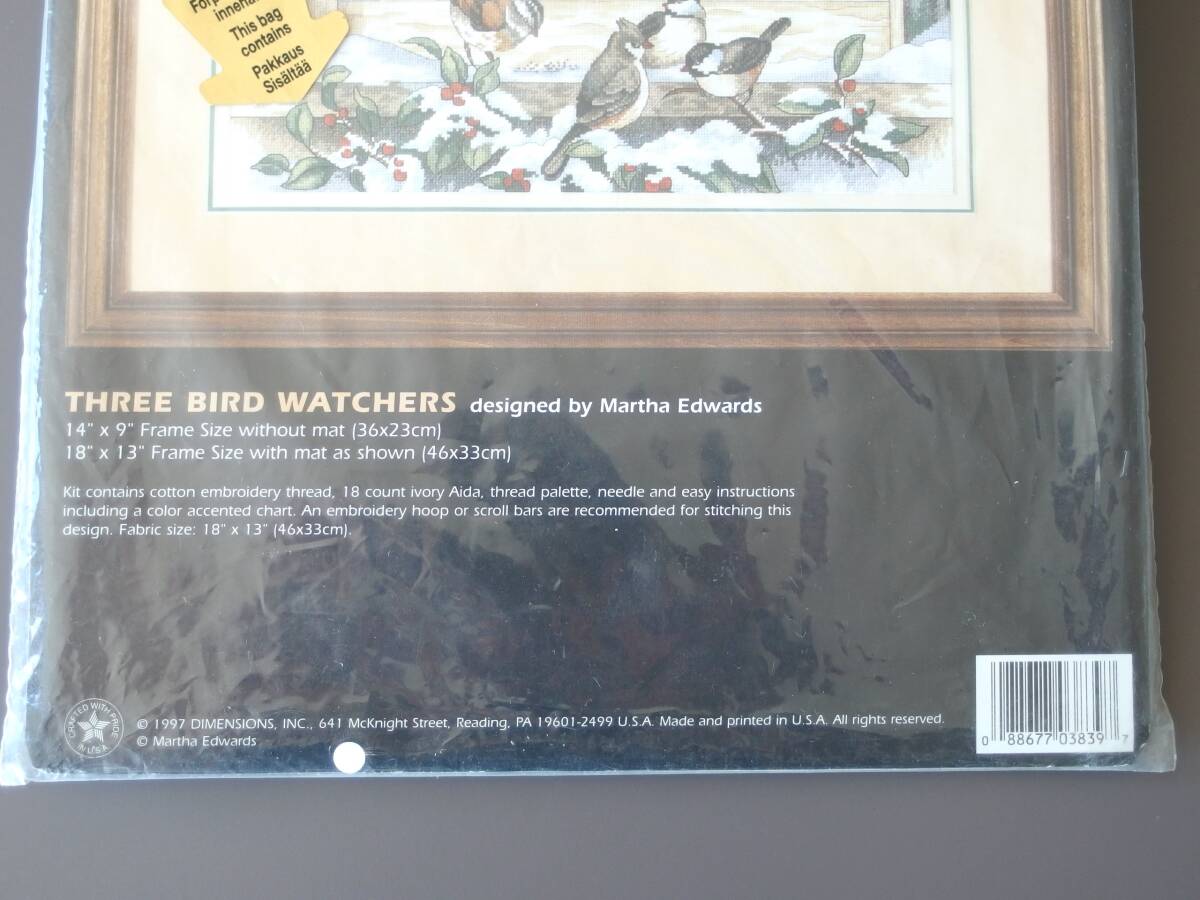 This bag
contains
Pakkaus
Sisältää
THREE BIRD WATCHERS designed by Martha Edwards
14" x 9" Frame Size without mat (36x23cm)
18" x 13" Frame Size with mat as shown (46x33cm)
Kit contains cotton embroidery thread, 18 count ivory Aida, thread palette, needle and easy instructions
including a color accented chart. An embroidery hoop or scroll bars are recommended for stitching this
design. Fabric size: 18" x 13" (46x33cm).
CRAFTED WITH PRIDE
IN U.S.A.
© 1997 DIMENSIONS, INC., 641 McKnight Street, Reading, PA 19601-2499 U.S.A. Made and printed in U.S.A. All rights reserved.
© Martha Edwards
0 88677 03839 7